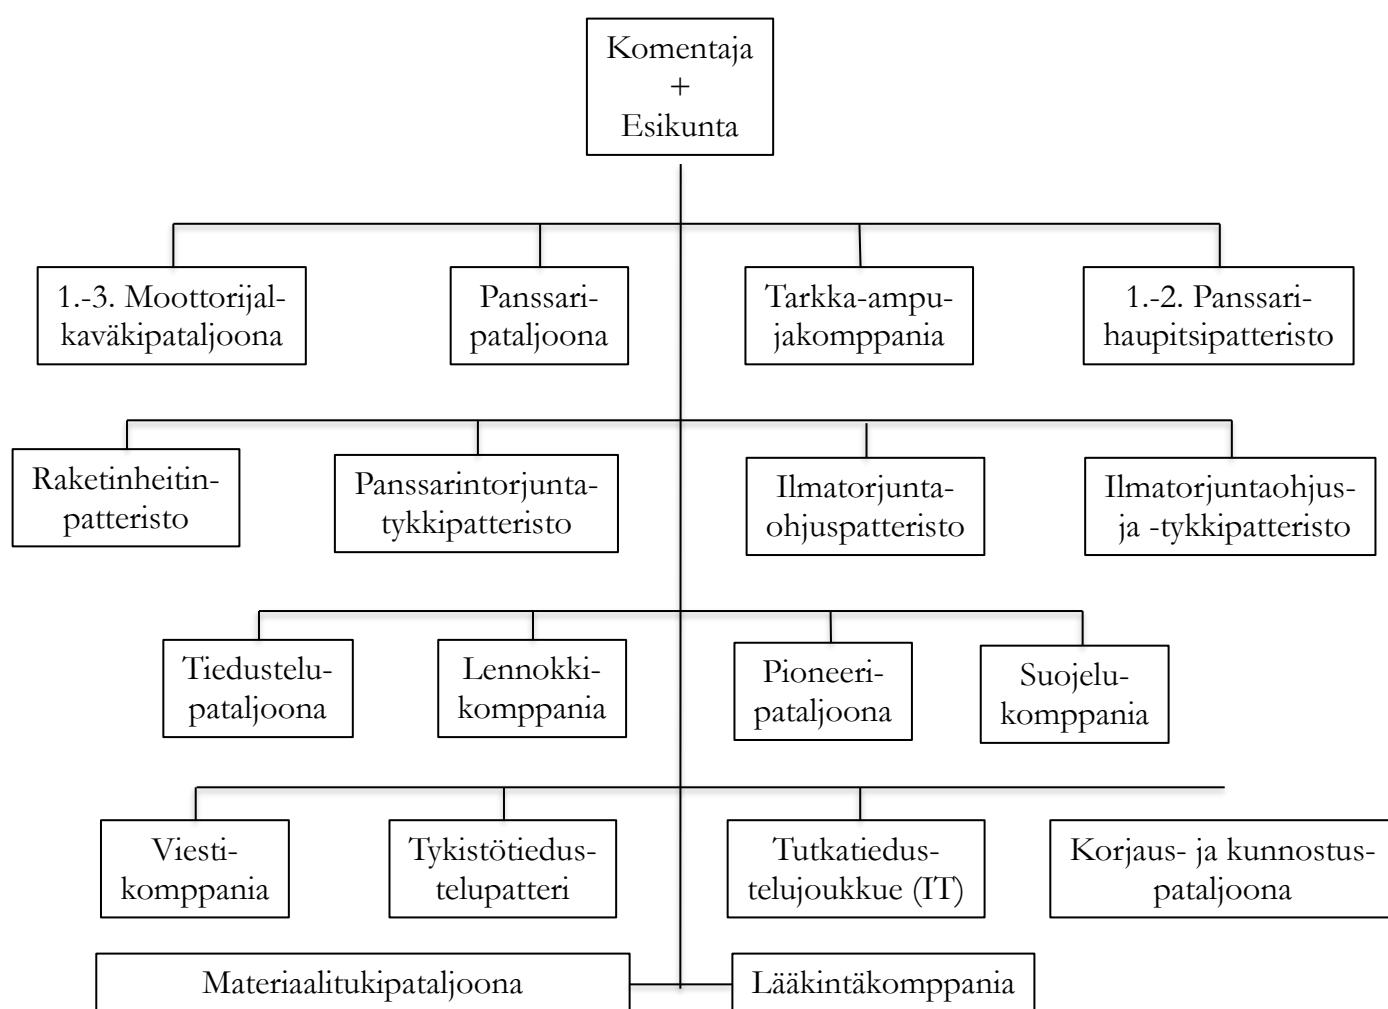 Komentaja
+
Esikunta
1.-3. Moottorijal-
kaväkipataljoona
Panssari-
pataljoona
Tarkka-ampu-
jakomppania
1.-2. Panssari-
haupitsipatteristo
Raketinheitin-
patteristo
Panssarintorjunta-
tykkipatteristo
Ilmatorjunta-
ohjuspatteristo
Ilmatorjuntaohjus-
ja -tykkipatteristo
Tiedustelu-
pataljoona
Lennokki-
komppania
Pioneeri-
pataljoona
Suojelu-
komppania
Viesti-
komppania
Tykistötiedus-
telupatteri
Tutkatiedus-
telujoukkue (IT)
Korjaus- ja kunnostus-
pataljoona
Materiaalitukipataljoona
Lääkintäkomppania